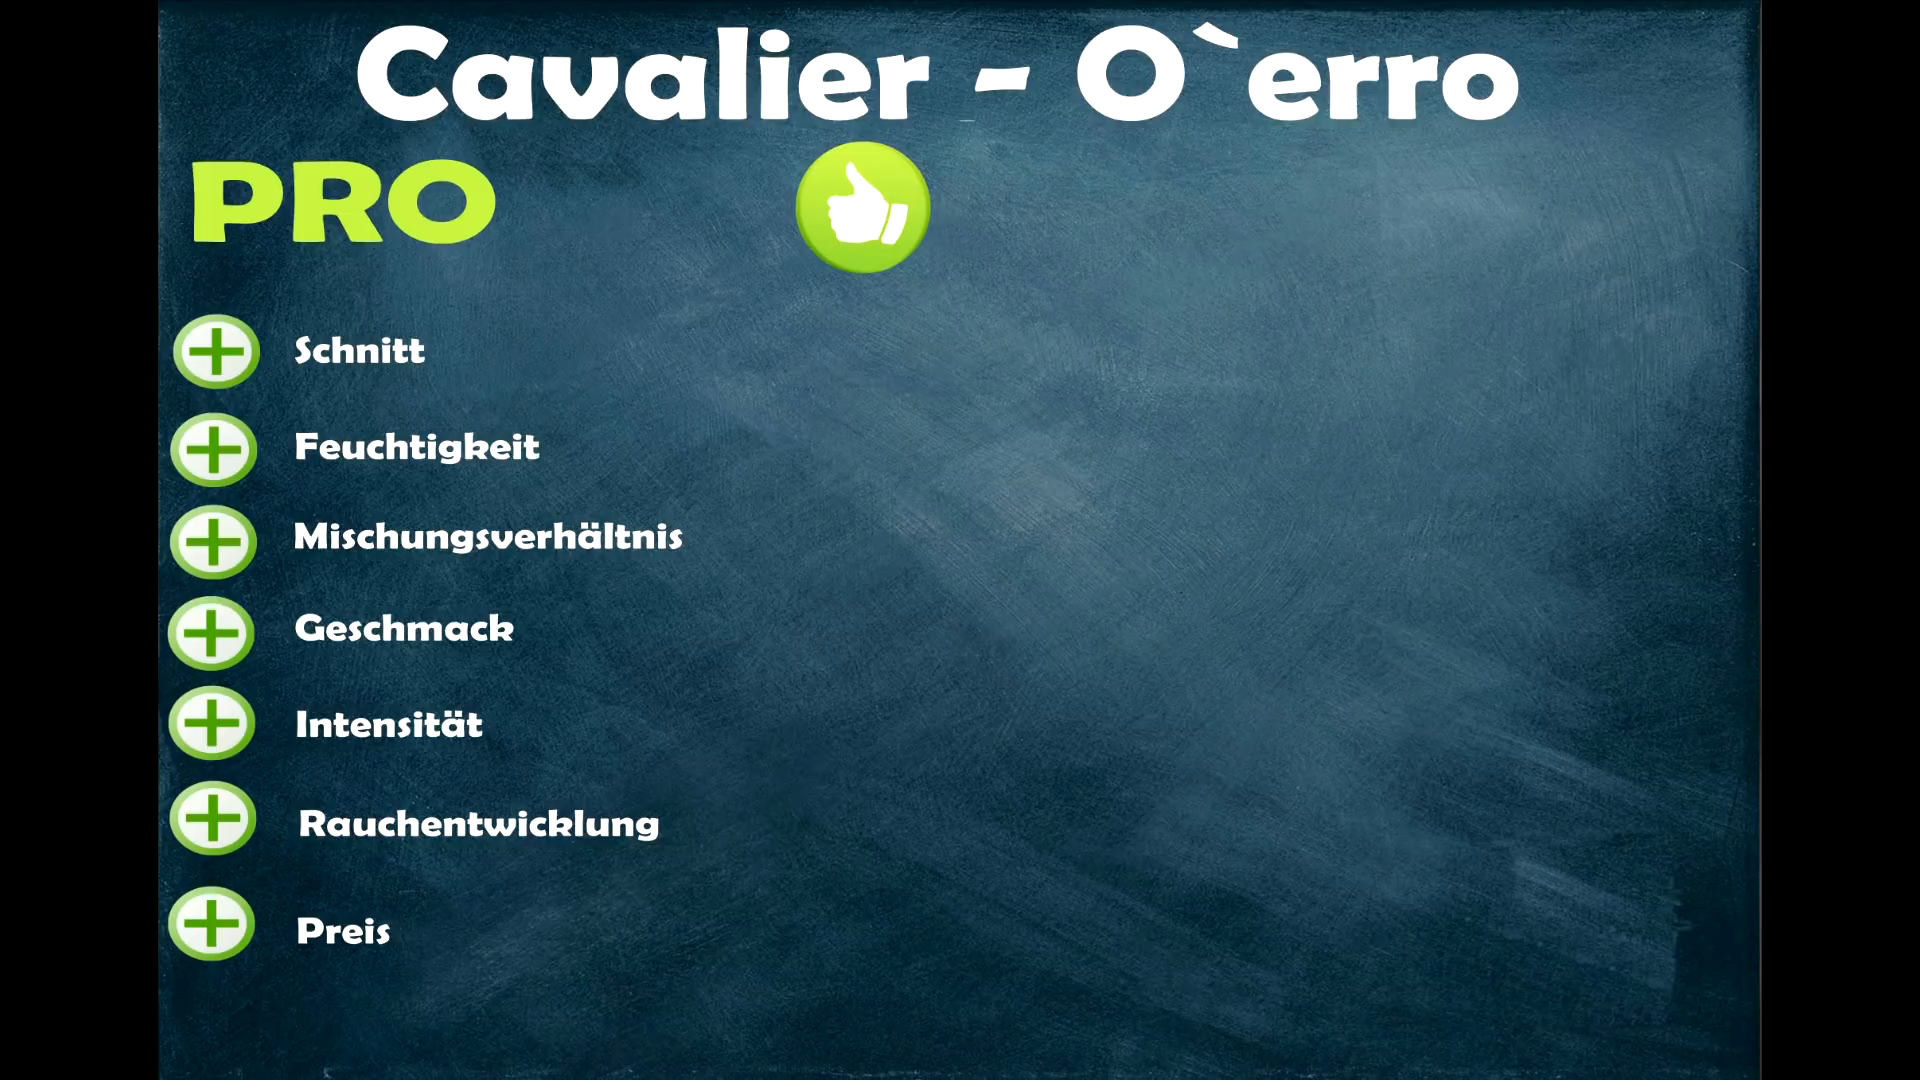 Cavalier - O`erro
PRO
Schnitt
Feuchtigkeit
Mischungsverhältnis
Geschmack
Intensität
Rauchentwicklung
Preis